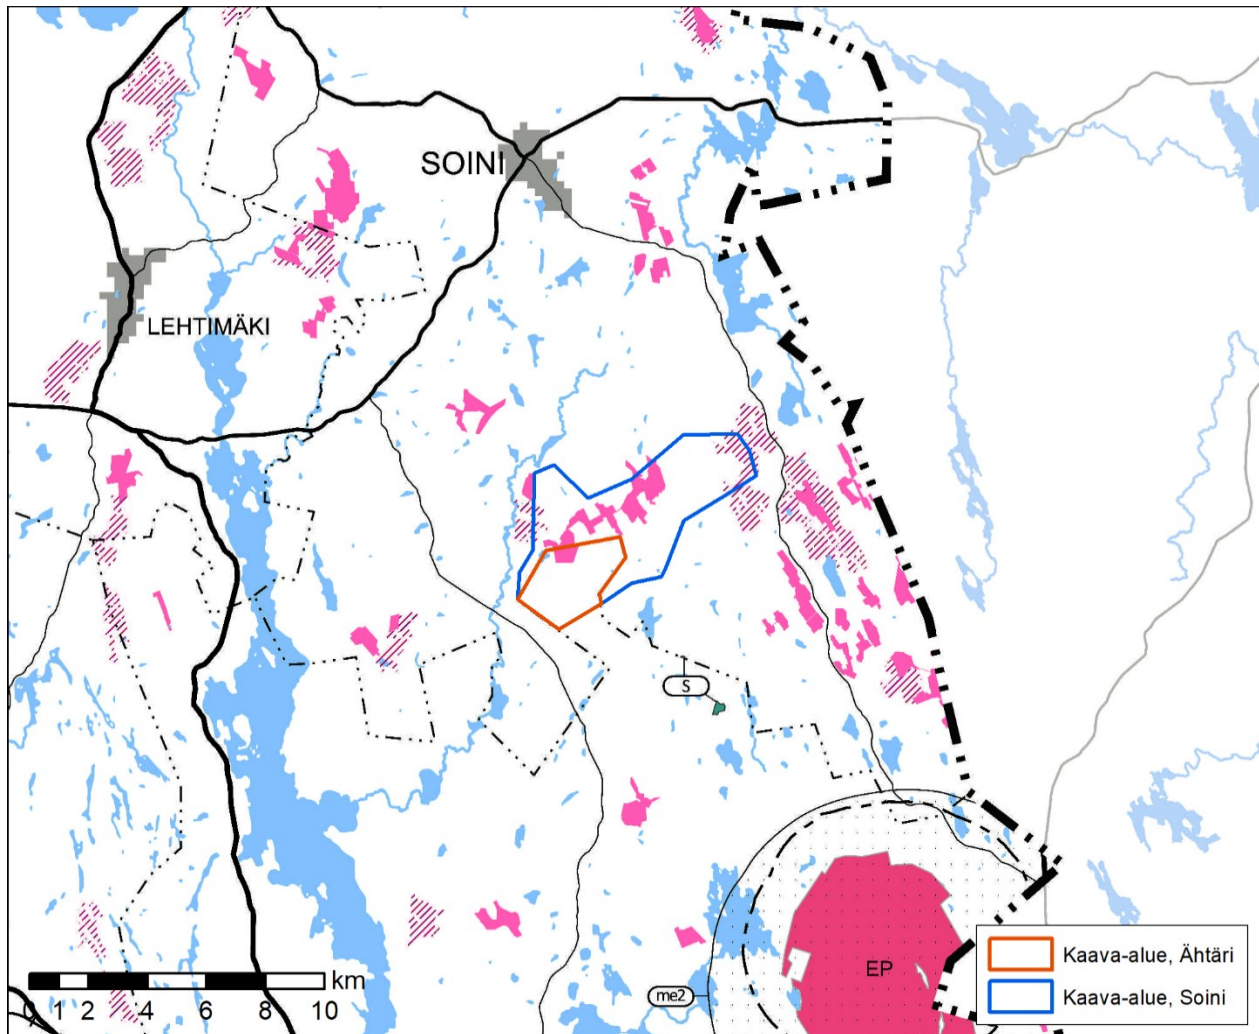 SOINI
LEHTIMÄKI
S
EP
me2
Kaava-alue, Ähtäri
Kaava-alue, Soini
km
0 1 2 4 6 8 10